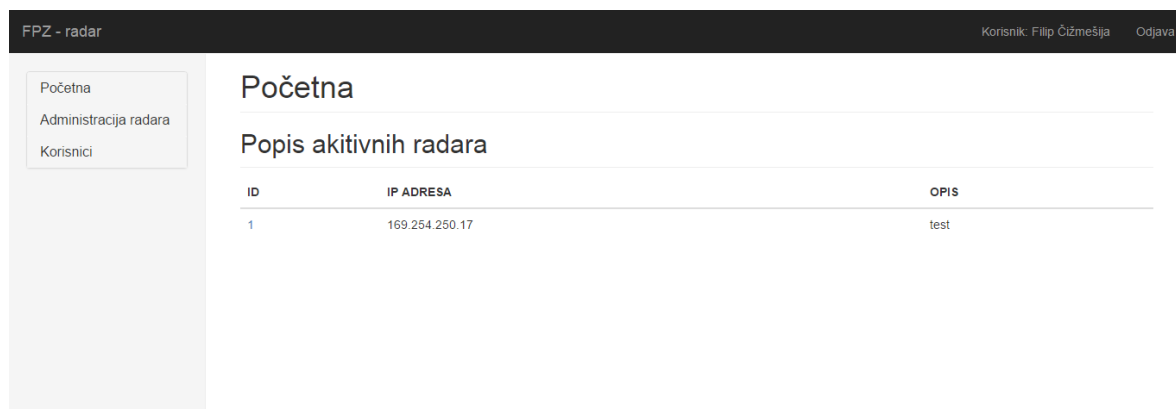 FPZ - radar
Korisnik: Filip Čižmešija Odjava
Početna
Administracija radara
Korisnici
Početna
Popis akitivnih radara
ID IP ADRESA OPIS
1 169.254.250.17 test